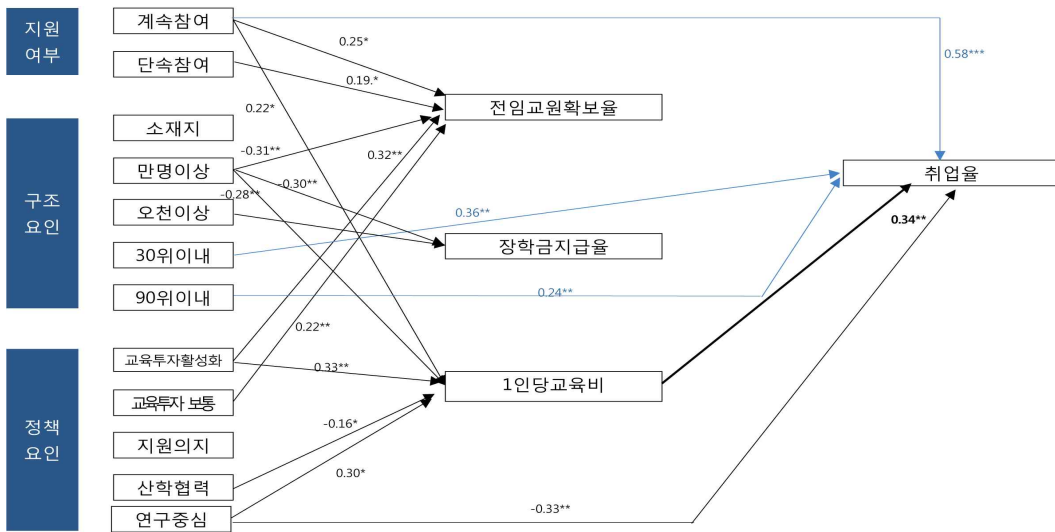 지원
여부
계속참여
단속참여
구조
요인
소재지
만명이상
오천이상
30위이내
90위이내
정책
요인
교육투자활성화
교육투자 보통
지원의지
산학협력
연구중심
전임교원확보율
장학금지급율
1인당교육비
취업율
0.25*
0.19.*
0.22*
-0.31**
0.32**
-0.30**
-0.28**
0.22**
0.33**
-0.16*
0.30*
0.58***
0.36**
0.24**
0.34**
-0.33**